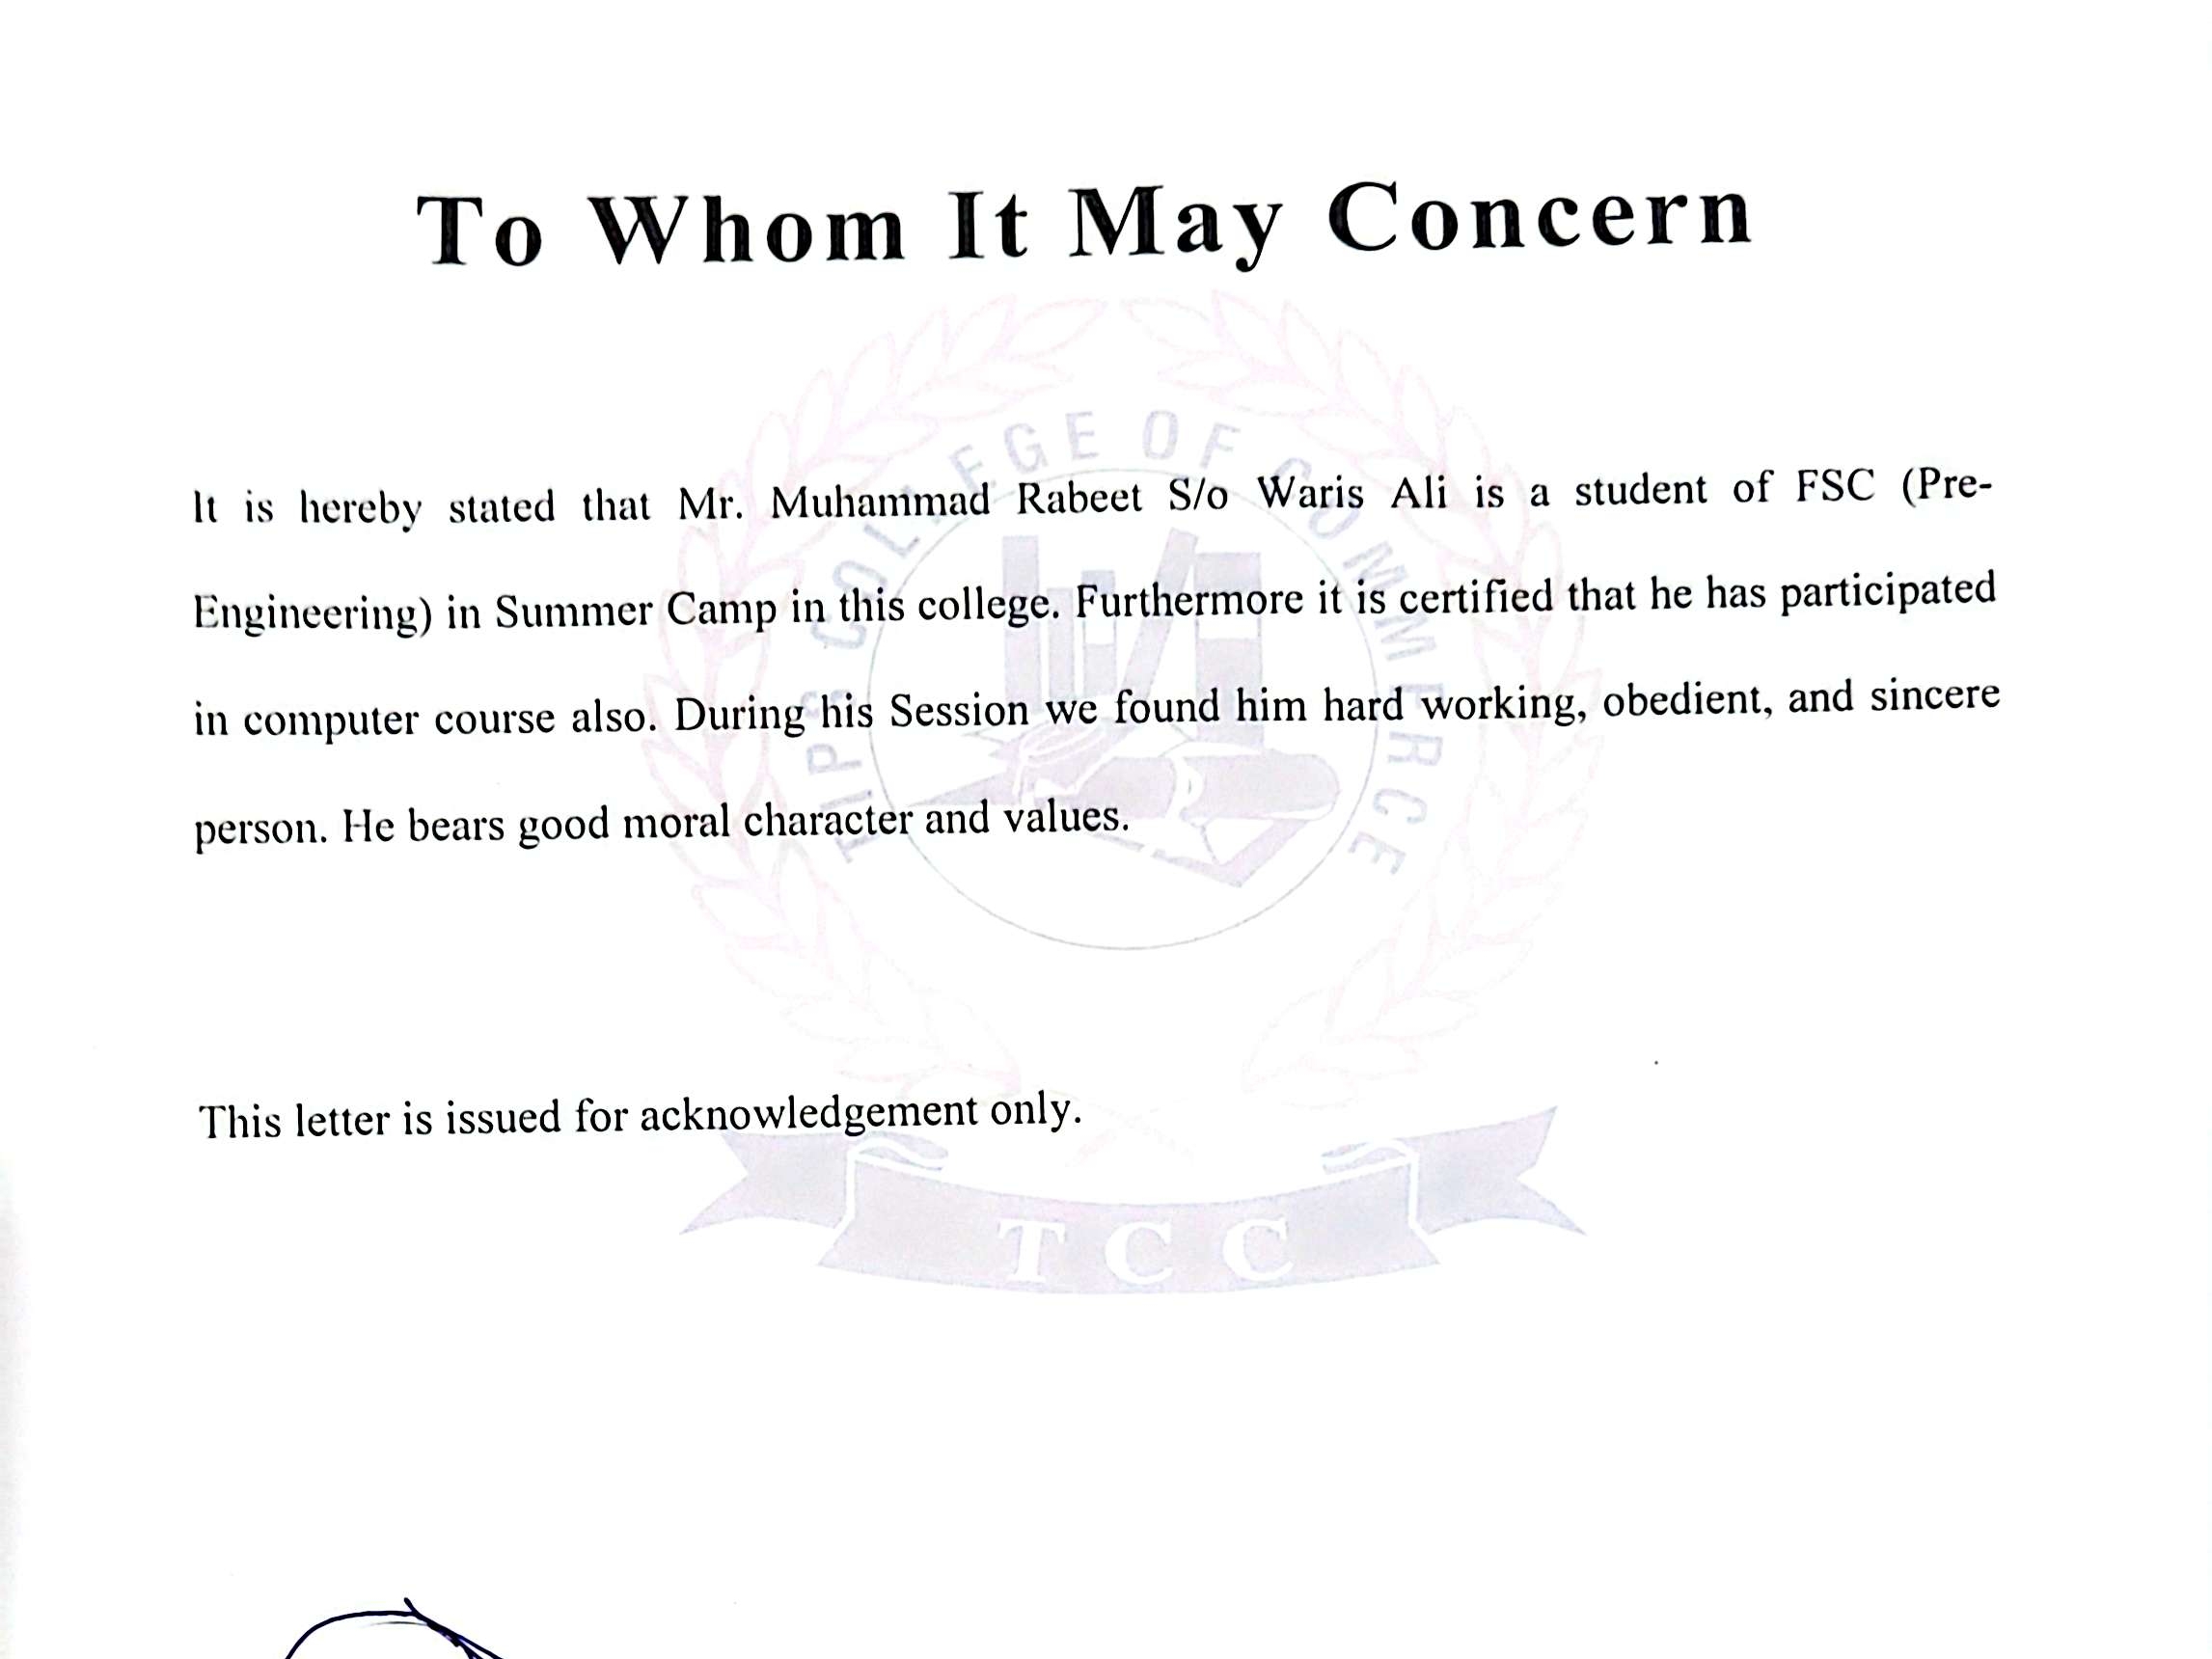 To Whom It May Concern
It is hereby stated that Mr. Muhammad Rabeet S/o Waris Ali is a student of FSC (Pre-
Engineering) in Summer Camp in this college. Furthermore it is certified that he has participated
in computer course also. During his Session we found him hard working, obedient, and sincere
person. He bears good moral character and values.
This letter is issued for acknowledgement only.
TIPS COLLEGE OF COMMERCE
TCC